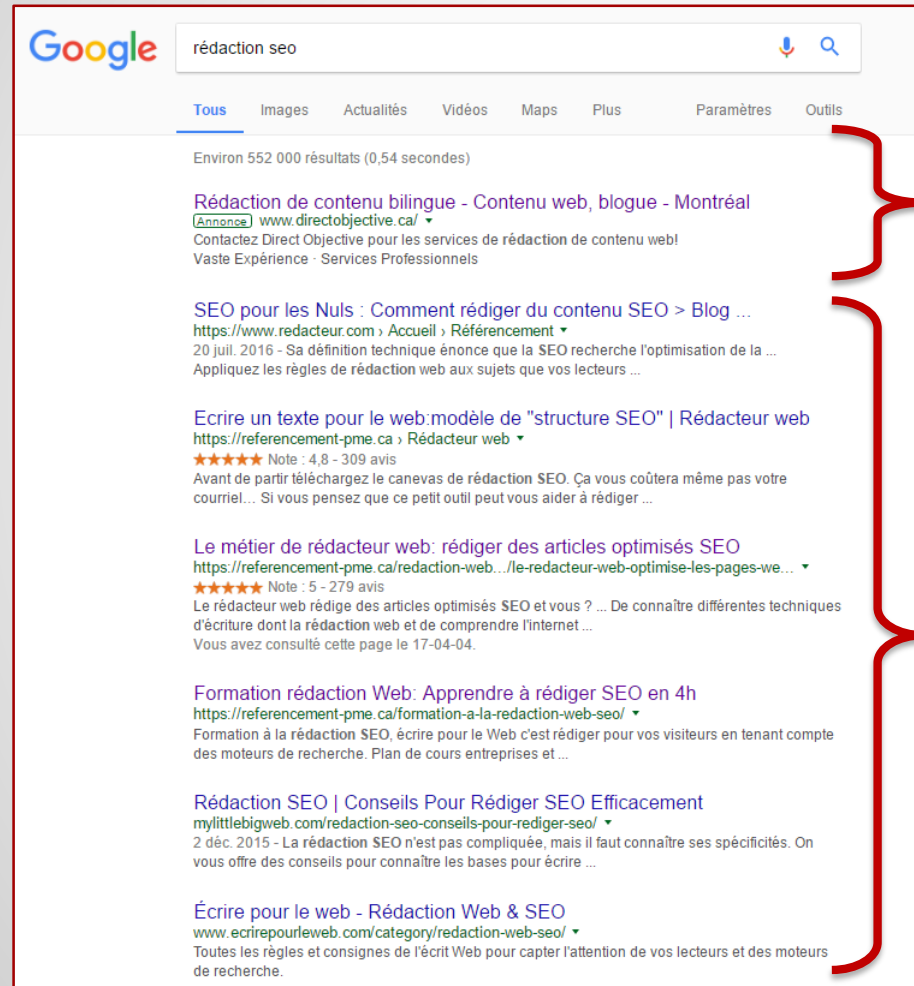 Google
rédaction seo
Tous Images Actualités Vidéos Maps Plus Paramètres Outils
Environ 552 000 résultats (0,54 secondes)
Rédaction de contenu bilingue - Contenu web, blogue - Montréal
Annonce www.directobjective.ca/
Contactez Direct Objective pour les services de rédaction de contenu web!
Vaste Expérience · Services Professionnels
SEO pour les Nuls : Comment rédiger du contenu SEO > Blog ...
https://www.redacteur.com › Accueil › Référencement
20 juil. 2016 - Sa définition technique énonce que la SEO recherche l'optimisation de la ...
Appliquez les règles de rédaction web aux sujets que vos lecteurs ...
Ecrire un texte pour le web:modèle de "structure SEO" | Rédacteur web
https://referencement-pme.ca › Rédacteur web
★★★★★ Note : 4,8 - 309 avis
Avant de partir téléchargez le canevas de rédaction SEO. Ça vous coûtera même pas votre
courriel… Si vous pensez que ce petit outil peut vous aider à rédiger ...
Le métier de rédacteur web: rédiger des articles optimisés SEO
https://referencement-pme.ca/redaction-web.../le-redacteur-web-optimise-les-pages-we...
★★★★★ Note : 5 - 279 avis
Le rédacteur web rédige des articles optimisés SEO et vous ? ... De connaître différentes techniques
d'écriture dont la rédaction web et de comprendre l'internet ...
Vous avez consulté cette page le 17-04-04.
Formation rédaction Web: Apprendre à rédiger SEO en 4h
https://referencement-pme.ca/formation-a-la-redaction-web-seo/
Formation à la rédaction SEO, écrire pour le Web c'est rédiger pour vos visiteurs en tenant compte
des moteurs de recherche. Plan de cours entreprises et ...
Rédaction SEO | Conseils Pour Rédiger SEO Efficacement
mylittlebigweb.com/redaction-seo-conseils-pour-rediger-seo/
2 déc. 2015 - La rédaction SEO n'est pas compliquée, mais il faut connaître ses spécificités. On
vous offre des conseils pour connaître les bases pour écrire ...
Écrire pour le web - Rédaction Web & SEO
www.ecrirepourleweb.com/category/redaction-web-seo/
Toutes les règles et consignes de l'écrit Web pour capter l'attention de vos lecteurs et des moteurs
de recherche.